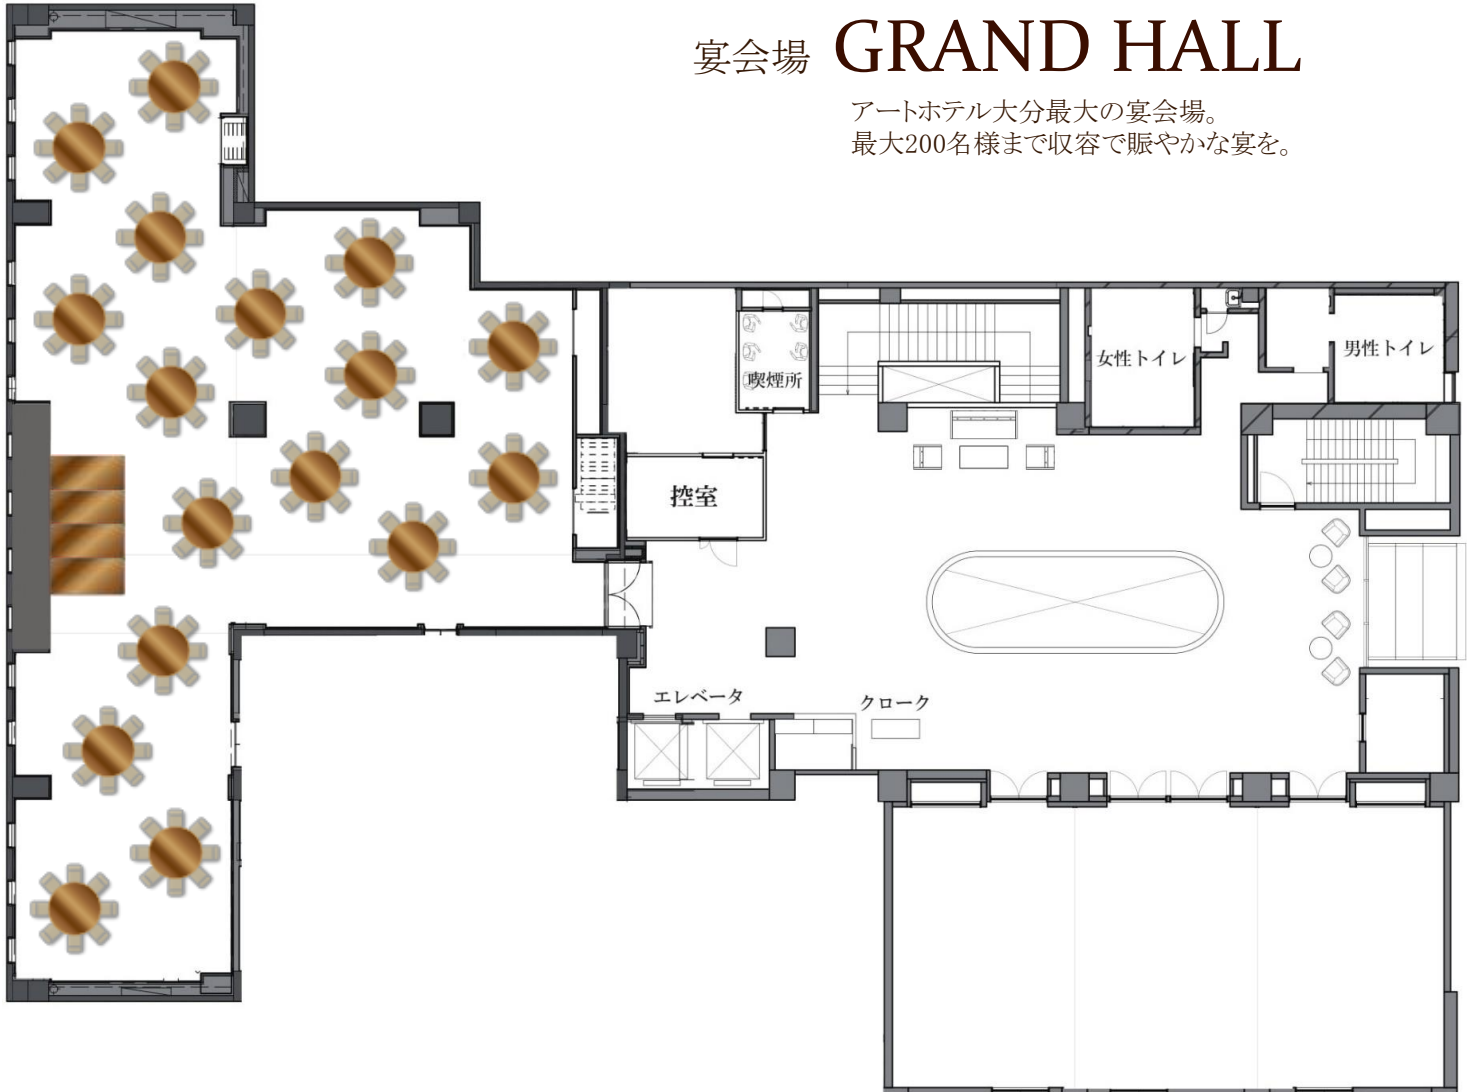 宴会場 GRAND HALL
アートホテル大分最大の宴会場。
最大200名様まで収容で賑やかな宴を。
女性トイレ
男性トイレ
喫煙所
控室
エレベータ
クローク